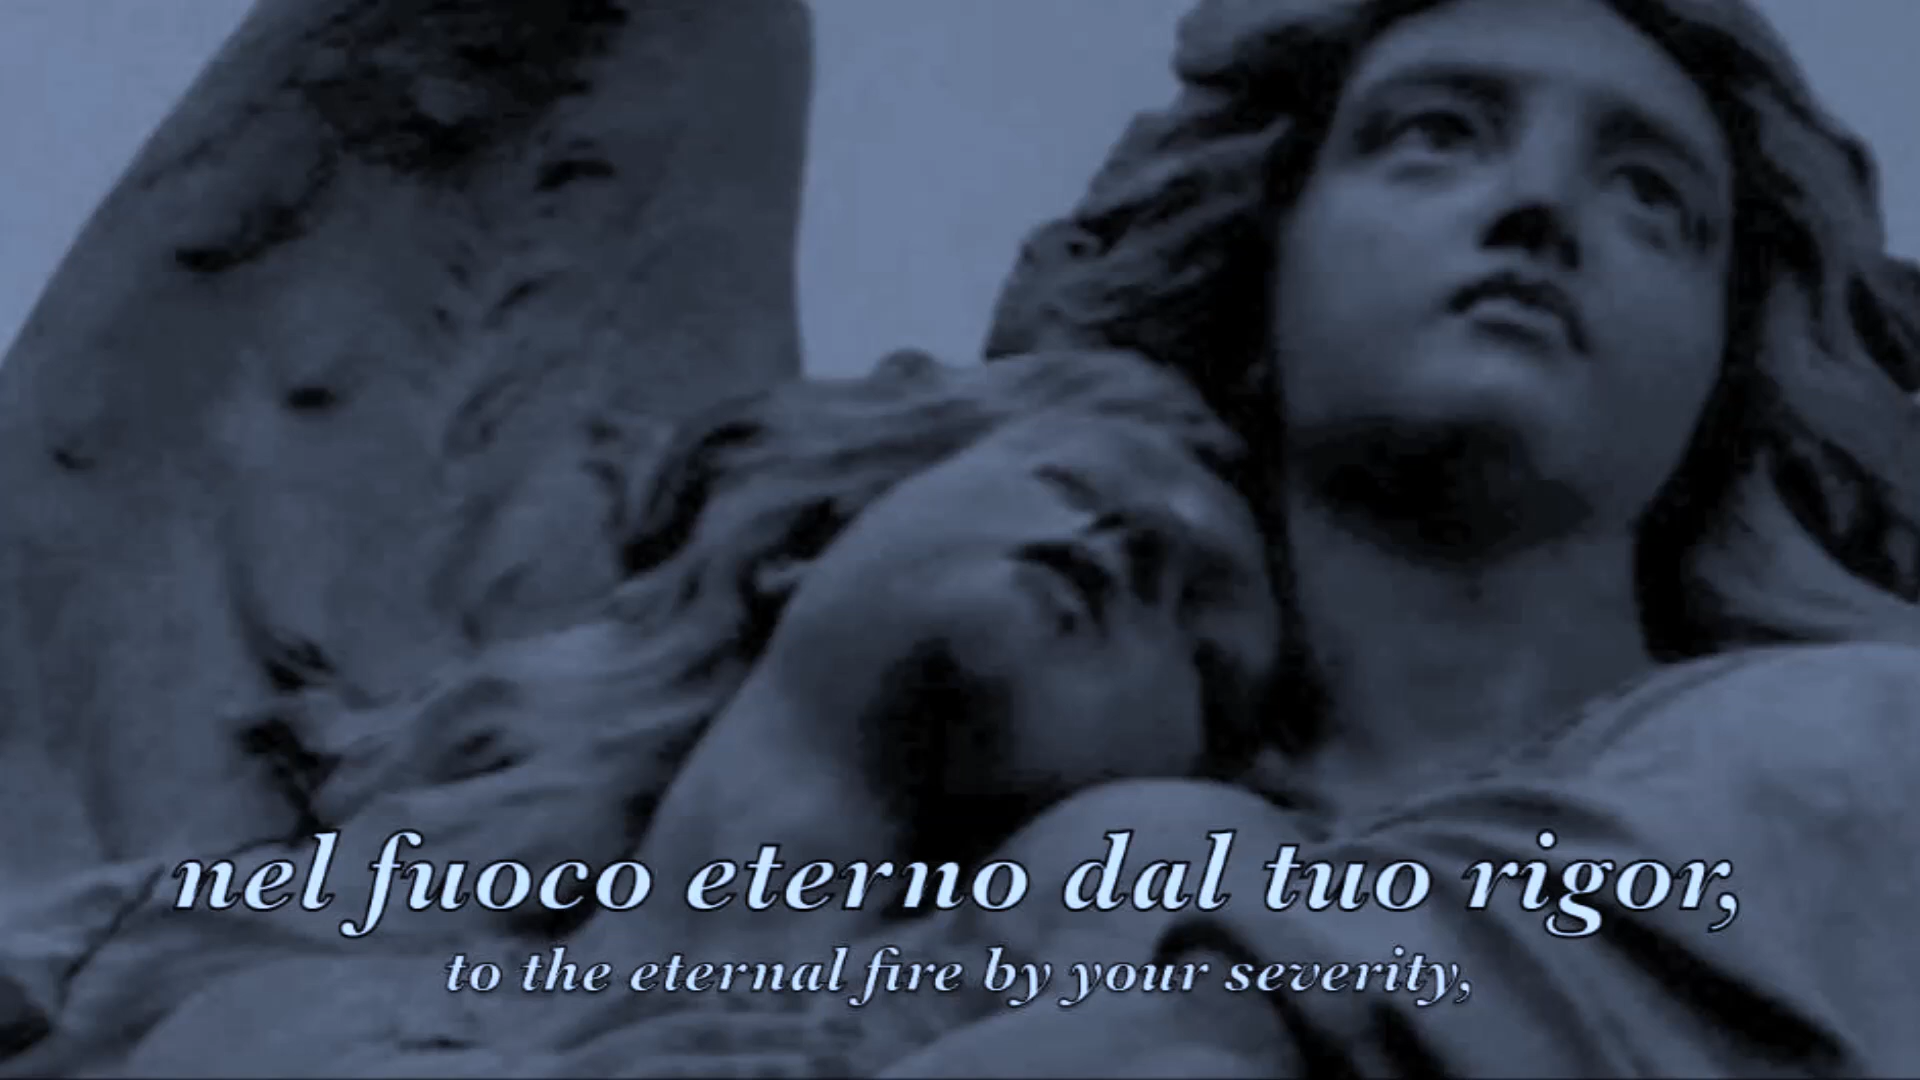 nel fuoco eterno dal tuo rigor,
to the eternal fire by your severity,